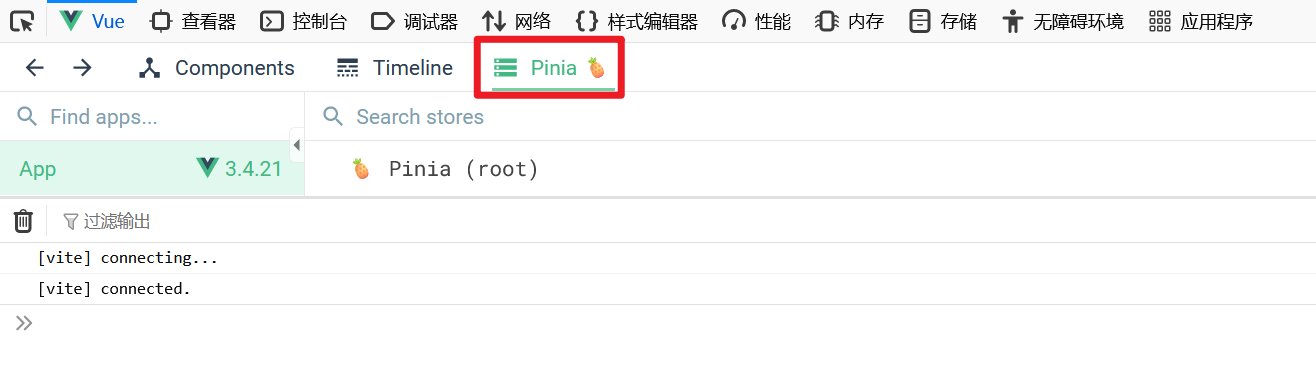 Vue 查看器 控制台 调试器 网络 样式编辑器 性能 内存 存储 无障碍环境 应用程序
Components Timeline Pinia
Find apps... Search stores
App 3.4.21 Pinia (root)
过滤输出
[vite] connecting...
[vite] connected.